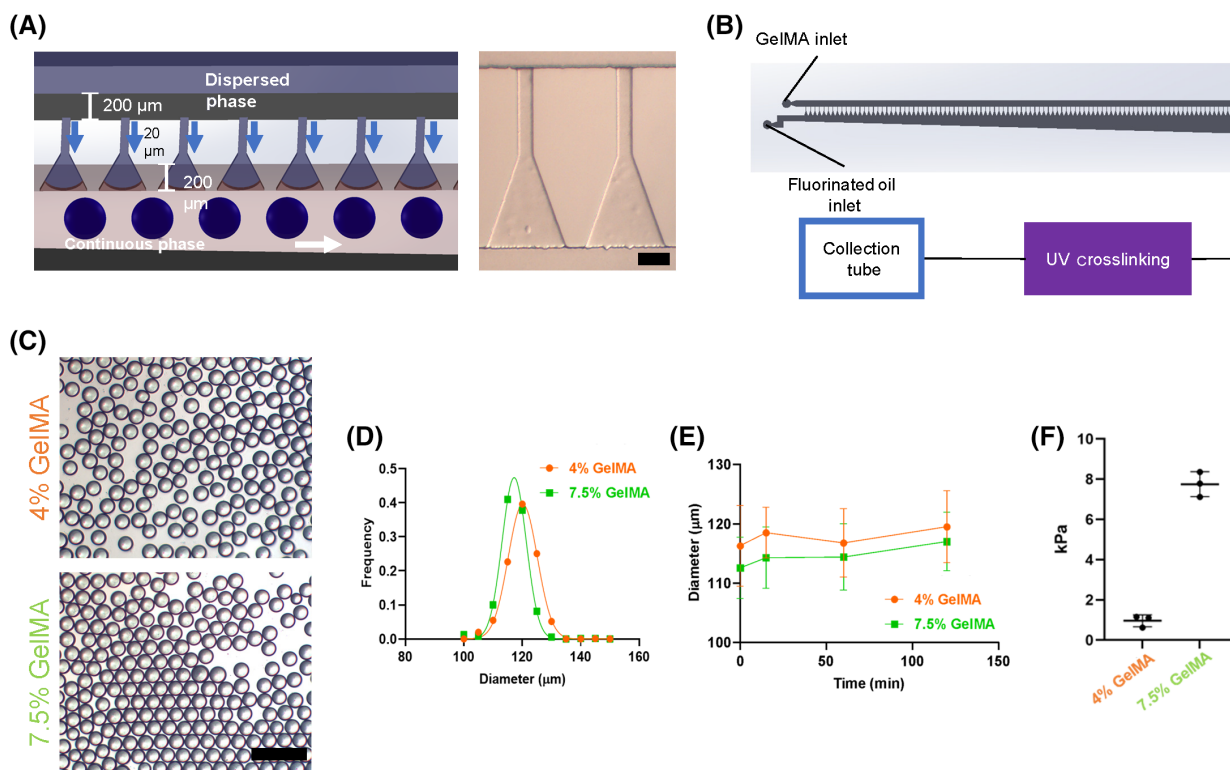 (A)
Dispersed
phase
200 µm
20
µm
200
µm
Continuous phase
(B)
GelMA inlet
Fluorinated oil
inlet
Collection
tube
UV crosslinking
(C)
4% GelMA
7.5% GelMA
(D)
4% GelMA
7.5% GelMA
Frequency
0.5
0.4
0.3
0.2
0.1
0.0
80
100
120
140
160
Diameter (µm)
(E)
Diameter (µm)
130
120
110
100
4% GelMA
7.5% GelMA
0
50
100
150
Time (min)
(F)
kPa
10
8
6
4
2
0
4% GelMA
7.5% GelMA